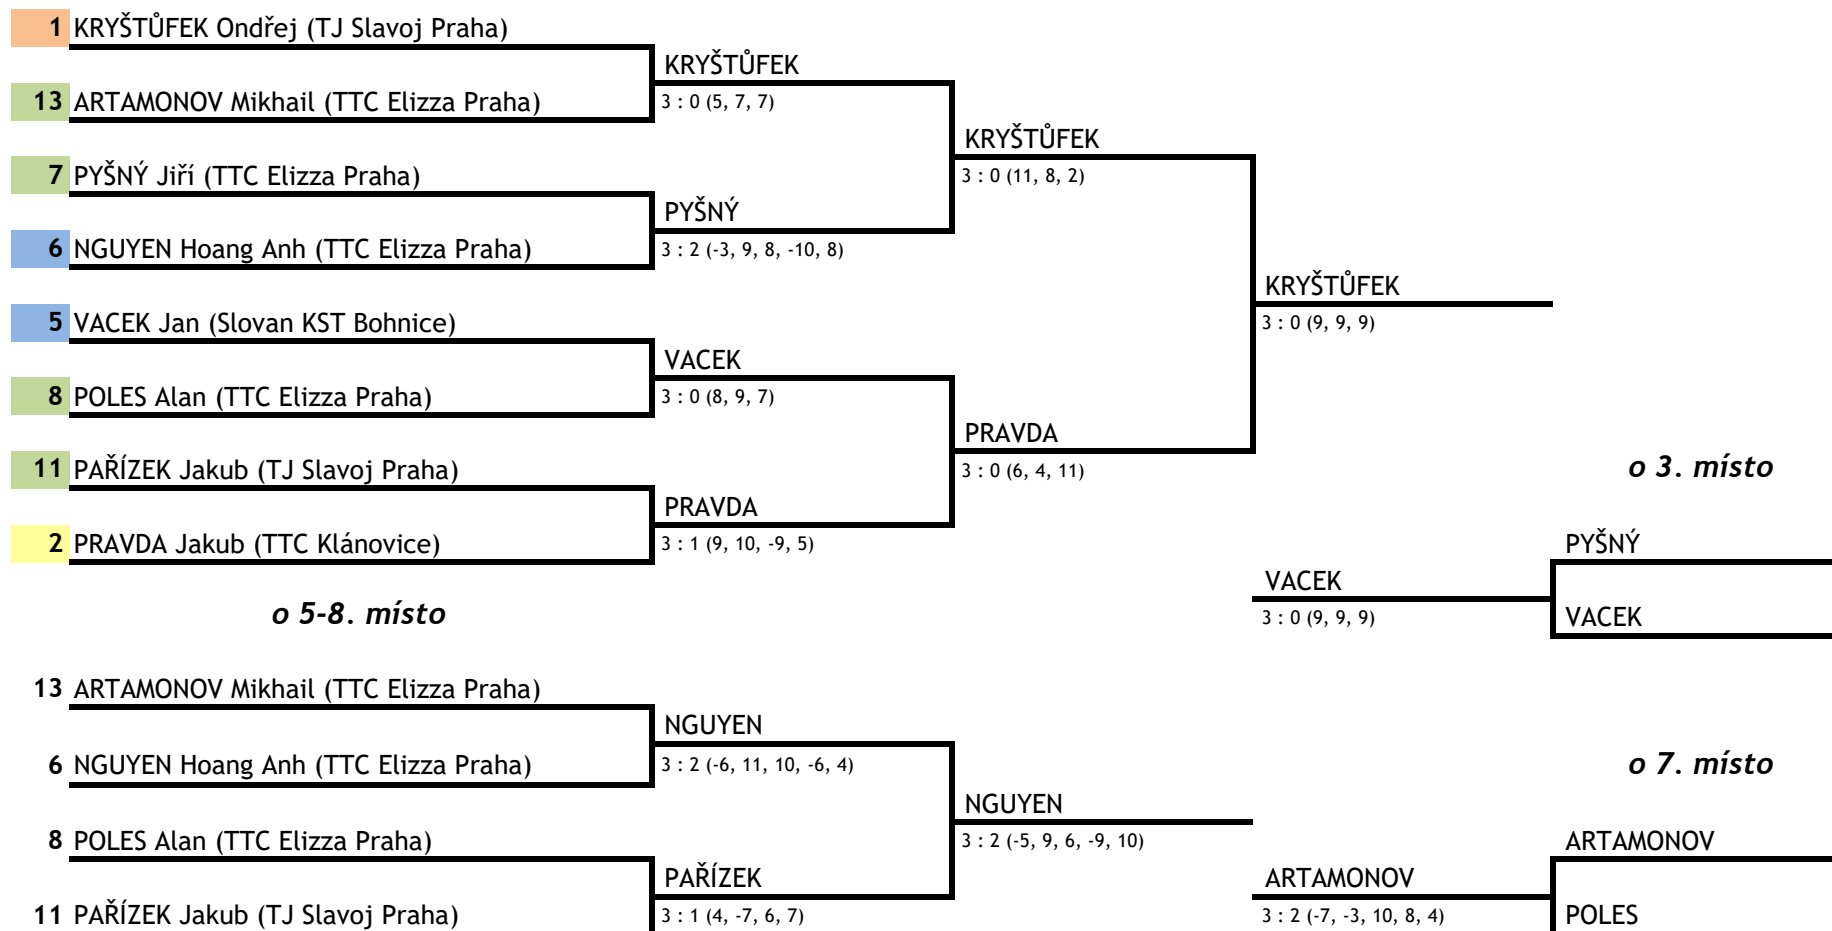 1 KRYŠTŮFEK Ondřej (TJ Slavoj Praha)
KRYŠTŮFEK
13 ARTAMONOV Mikhail (TTC Elizza Praha)
3 : 0 (5, 7, 7)
KRYŠTŮFEK
7 PYŠNÝ Jiří (TTC Elizza Praha)
3 : 0 (11, 8, 2)
PYŠNÝ
6 NGUYEN Hoang Anh (TTC Elizza Praha)
3 : 2 (-3, 9, 8, -10, 8)
KRYŠTŮFEK
5 VACEK Jan (Slovan KST Bohnice)
3 : 0 (9, 9, 9)
VACEK
8 POLES Alan (TTC Elizza Praha)
3 : 0 (8, 9, 7)
PRAVDA
11 PAŘÍZEK Jakub (TJ Slavoj Praha)
3 : 0 (6, 4, 11)
o 3. místo
PRAVDA
2 PRAVDA Jakub (TTC Klánovice)
3 : 1 (9, 10, -9, 5)
PYŠNÝ
VACEK
o 5-8. místo
3 : 0 (9, 9, 9)
VACEK
13 ARTAMONOV Mikhail (TTC Elizza Praha)
NGUYEN
6 NGUYEN Hoang Anh (TTC Elizza Praha)
3 : 2 (-6, 11, 10, -6, 4)
o 7. místo
NGUYEN
8 POLES Alan (TTC Elizza Praha)
3 : 2 (-5, 9, 6, -9, 10)
ARTAMONOV
PAŘÍZEK
ARTAMONOV
11 PAŘÍZEK Jakub (TJ Slavoj Praha)
3 : 1 (4, -7, 6, 7)
3 : 2 (-7, -3, 10, 8, 4)
POLES